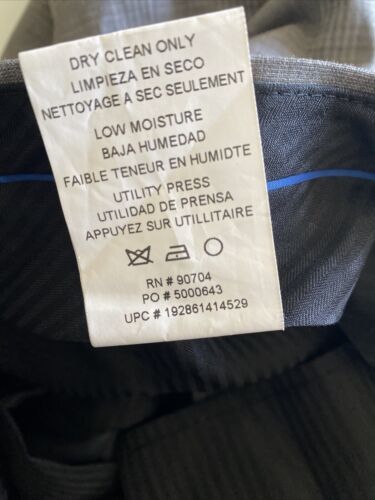 DRY CLEAN ONLY
LIMPIEZA EN SECO
NETTOYAGE A SEC SEULEMENT
LOW MOISTURE
BAJA HUMEDAD
FAIBLE TENEUR EN HUMIDTE
UTILITY PRESS
UTILIDAD DE PRENSA
APPUYEZ SUR UTILLITAIRE
RN # 90704
PO # 5000643
UPC # 192861414529